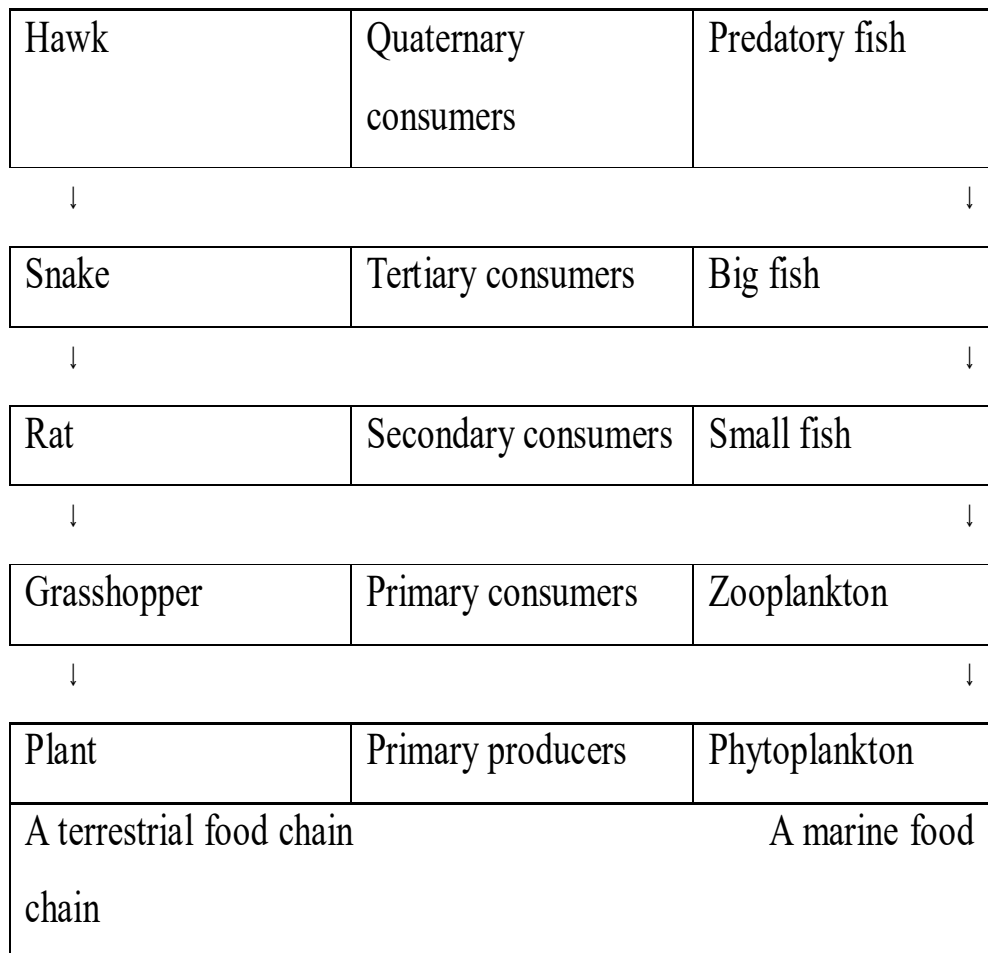 Hawk Quaternary Predatory fish
consumers
↓ ↓
Snake Tertiary consumers Big fish
↓ ↓
Rat Secondary consumers Small fish
↓ ↓
Grasshopper Primary consumers Zooplankton
↓ ↓
Plant Primary producers Phytoplankton
A terrestrial food chain A marine food
chain